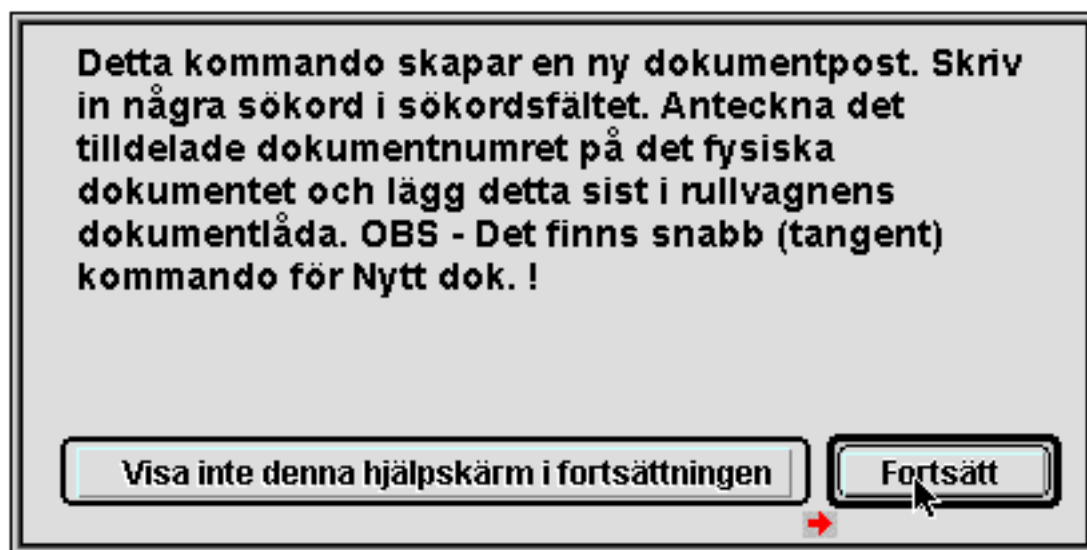 Detta kommando skapar en ny dokumentpost. Skriv
in några sökord i sökordsfältet. Anteckna det
tilldelade dokumentnumret på det fysiska
dokumentet och lägg detta sist i rullvagnens
dokumentlåda. OBS - Det finns snabb (tangent)
kommando för Nytt dok. !
Visa inte denna hjälpskärm i fortsättningen
Fortsätt